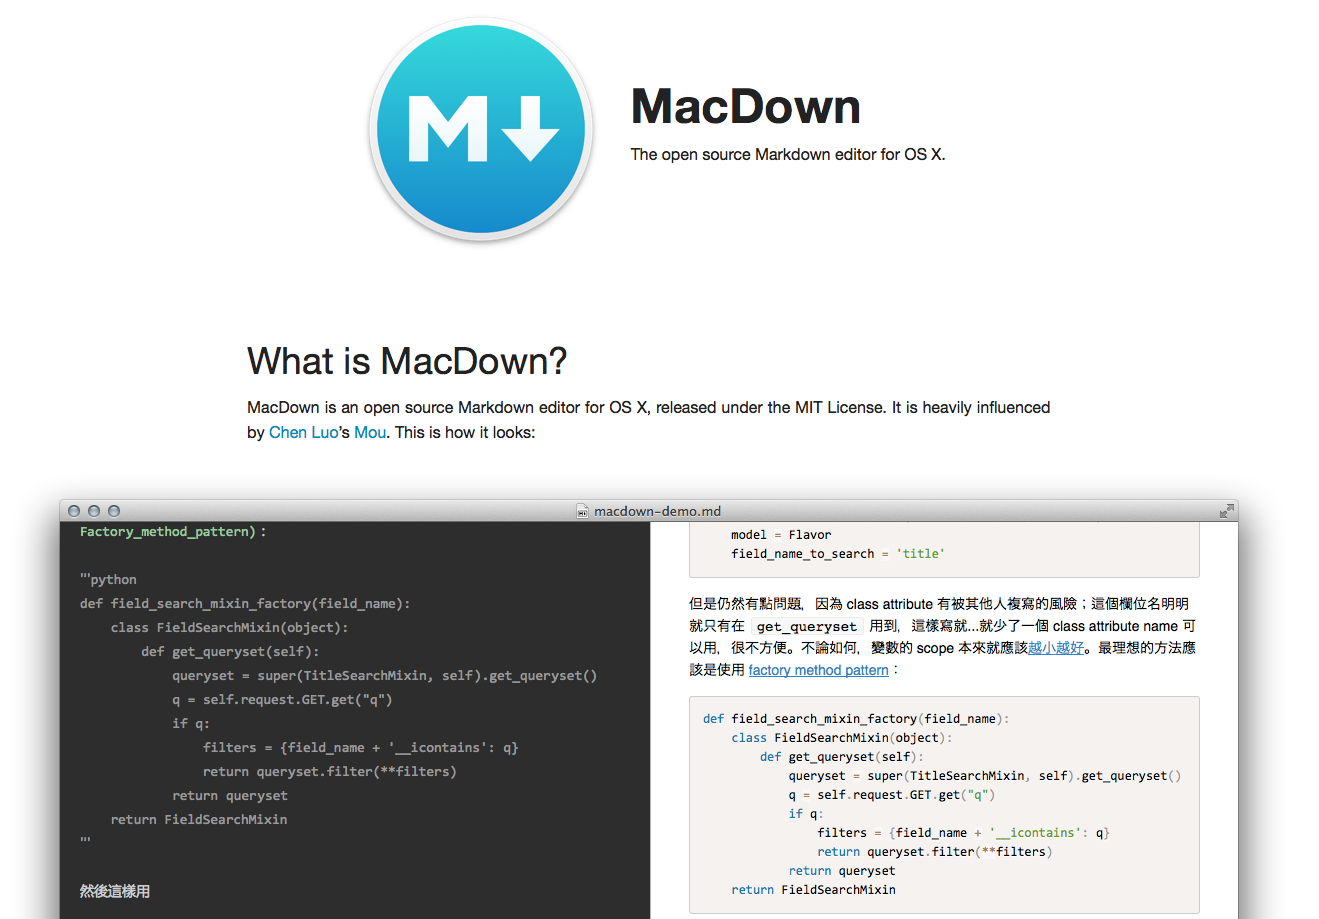 M
MacDown
The open source Markdown editor for OS X.
What is MacDown?
MacDown is an open source Markdown editor for OS X, released under the MIT License. It is heavily influenced
by Chen Luo’s Mou. This is how it looks:
macdown-demo.md
Factory_method_pattern)：
```python
def field_search_mixin_factory(field_name):
    class FieldSearchMixin(object):
        def get_queryset(self):
            queryset = super(TitleSearchMixin, self).get_queryset()
            q = self.request.GET.get("q")
            if q:
                filters = {field_name + '__icontains': q}
                return queryset.filter(**filters)
            return queryset
    return FieldSearchMixin
```
然後這樣用
    model = Flavor
    field_name_to_search = 'title'
但是仍然有點問題，因為 class attribute 有被其他人複寫的風險；這個欄位名明明
就只有在 get_queryset 用到，這樣寫就...就少了一個 class attribute name 可
以用，很不方便。不論如何，變數的 scope 本來就應該越小越好。最理想的方法應
該是使用 factory method pattern：
def field_search_mixin_factory(field_name):
    class FieldSearchMixin(object):
        def get_queryset(self):
            queryset = super(TitleSearchMixin, self).get_queryset()
            q = self.request.GET.get("q")
            if q:
                filters = {field_name + '__icontains': q}
                return queryset.filter(**filters)
            return queryset
    return FieldSearchMixin